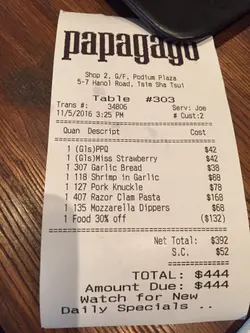 papagayo
Shop 2, G/F, Podium Plaza
5-7 Hanoi Road, Tsim Sha Tsui
Table #303
Trans #: 34806 Serv: Joe
11/5/2016 3:25 PM # Cust:2
Quan Descript Cost
1 (Gls)PPQ $42
1 (Gls)Miss Strawberry $42
1 307 Garlic Bread $38
1 118 Shrimp in Garlic $88
1 127 Pork Knuckle $78
1 407 Razor Clam Pasta $168
1 135 Mozzarella Dippers $68
1 Food 30% off ($132)
Net Total: $392
S.C. $52
TOTAL: $444
Amount Due: $444
Watch for New
Daily Specials ..